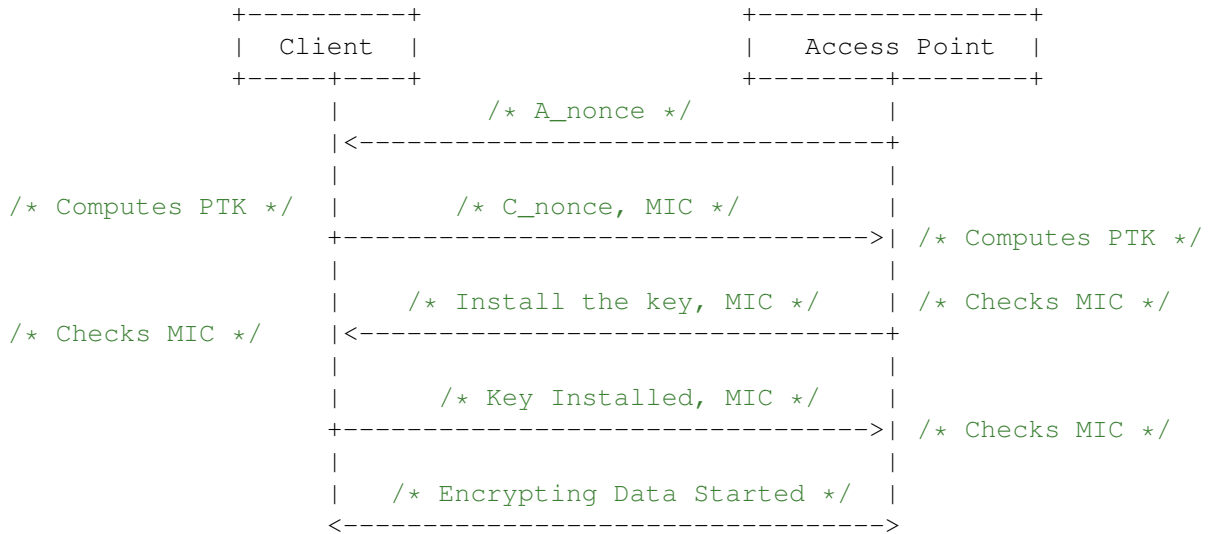 Client Access Point
/* A_nonce */
/* Computes PTK */ /* C_nonce, MIC */
/* Computes PTK */
/* Install the key, MIC */ /* Checks MIC */
/* Checks MIC */
/* Key Installed, MIC */
/* Checks MIC */
/* Encrypting Data Started */